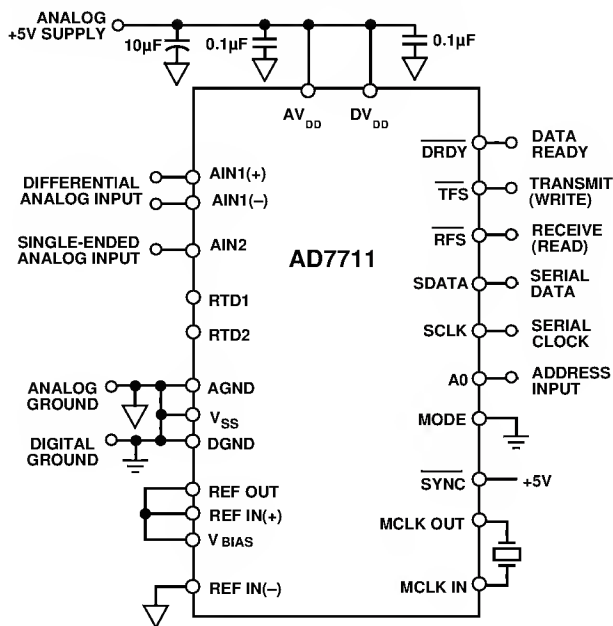 ANALOG
+5V SUPPLY
10µF
0.1µF
0.1µF
AVDD
DVDD
DRDY
DATA
READY
DIFFERENTIAL
ANALOG INPUT
AIN1(+)
AIN1(–)
TFS
TRANSMIT
(WRITE)
SINGLE-ENDED
ANALOG INPUT
AIN2
RFS
RECEIVE
(READ)
AD7711
SDATA
SERIAL
DATA
RTD1
RTD2
SCLK
SERIAL
CLOCK
A0
ADDRESS
INPUT
ANALOG
GROUND
AGND
VSS
MODE
DIGITAL
GROUND
DGND
SYNC
+5V
REF OUT
REF IN(+)
VBIAS
MCLK OUT
REF IN(–)
MCLK IN